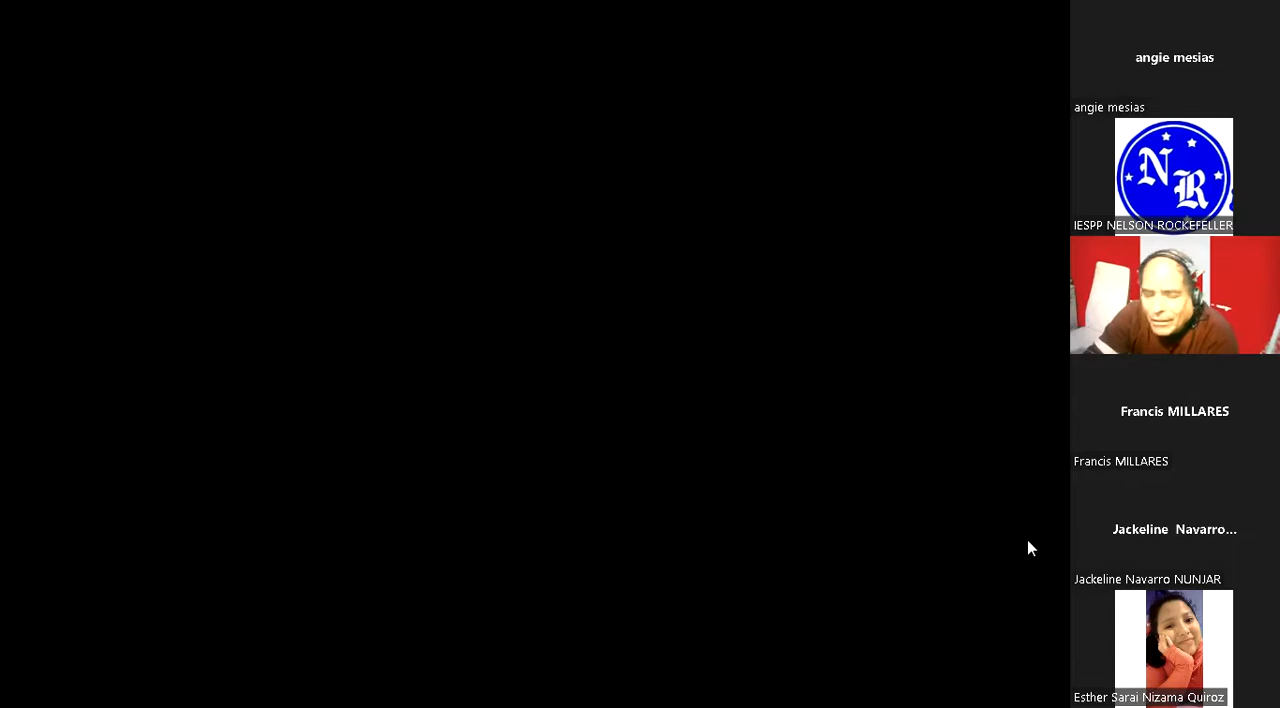 angie mesias
angie mesias
N
R
IESPP NELSON ROCKEFELLER
Francis MILLARES
Francis MILLARES
Jackeline Navarro...
Jackeline Navarro NUNJAR
Esther Sarai Nizama Quiroz